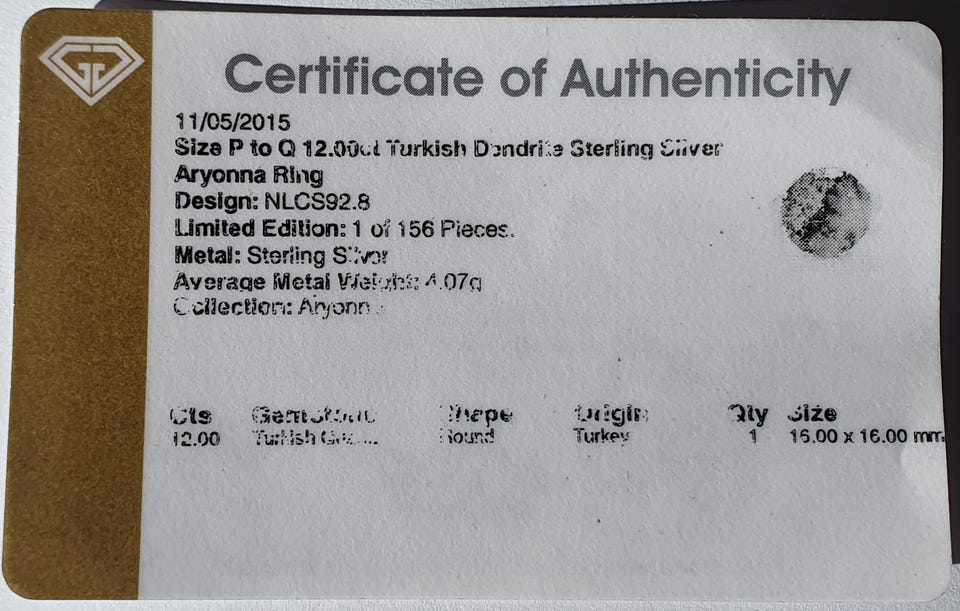 Certificate of Authenticity
11/05/2015
Size P to Q 12.00ct Turkish Dendrite Sterling Silver
Aryonna Ring
Design: NLCS92.8
Limited Edition: 1 of 156 Pieces.
Metal: Sterling Silver
Average Metal Weight: 4.07g
Collection: Aryonna
Cts Gemstone Shape Origin Qty Size
12.00 Turkish Round Turkey 1 16.00 x 16.00 mm